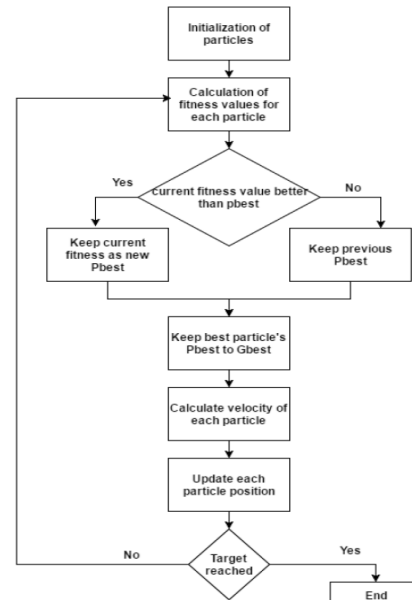 Initialization of
particles
Calculation of
fitness values for
each particle
Yes
current fitness value better
than pbest
No
Keep current
fitness as new
Pbest
Keep previous
Pbest
Keep best particle's
Pbest to Gbest
Calculate velocity of
each particle
Update each
particle position
No
Target
reached
Yes
End